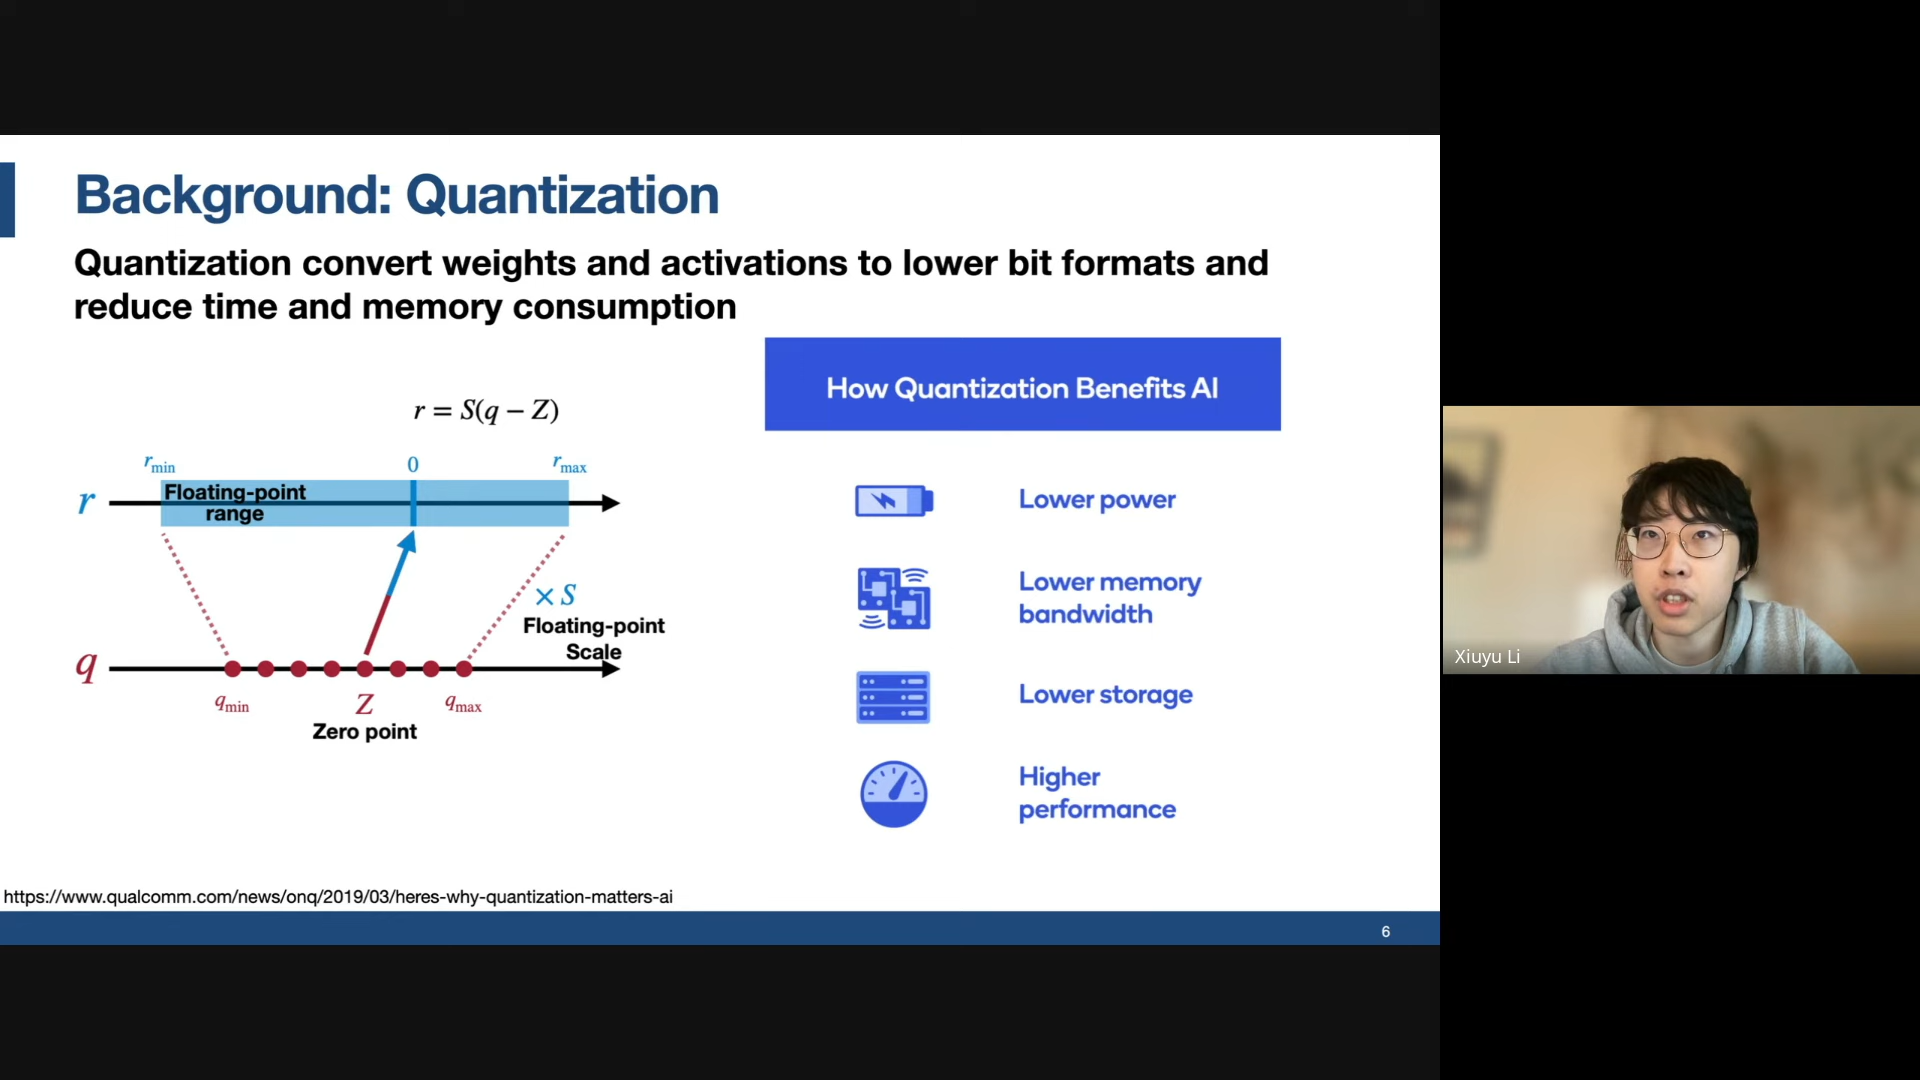 Background: Quantization
Quantization convert weights and activations to lower bit formats and
reduce time and memory consumption
How Quantization Benefits AI
r = S(q − Z)
r_min 0 r_max
r
Floating-point
range
× S
Floating-point
Scale
q
q_min Z q_max
Zero point
Lower power
Lower memory
bandwidth
Lower storage
Higher
performance
https://www.qualcomm.com/news/onq/2019/03/heres-why-quantization-matters-ai
6
Xiuyu Li